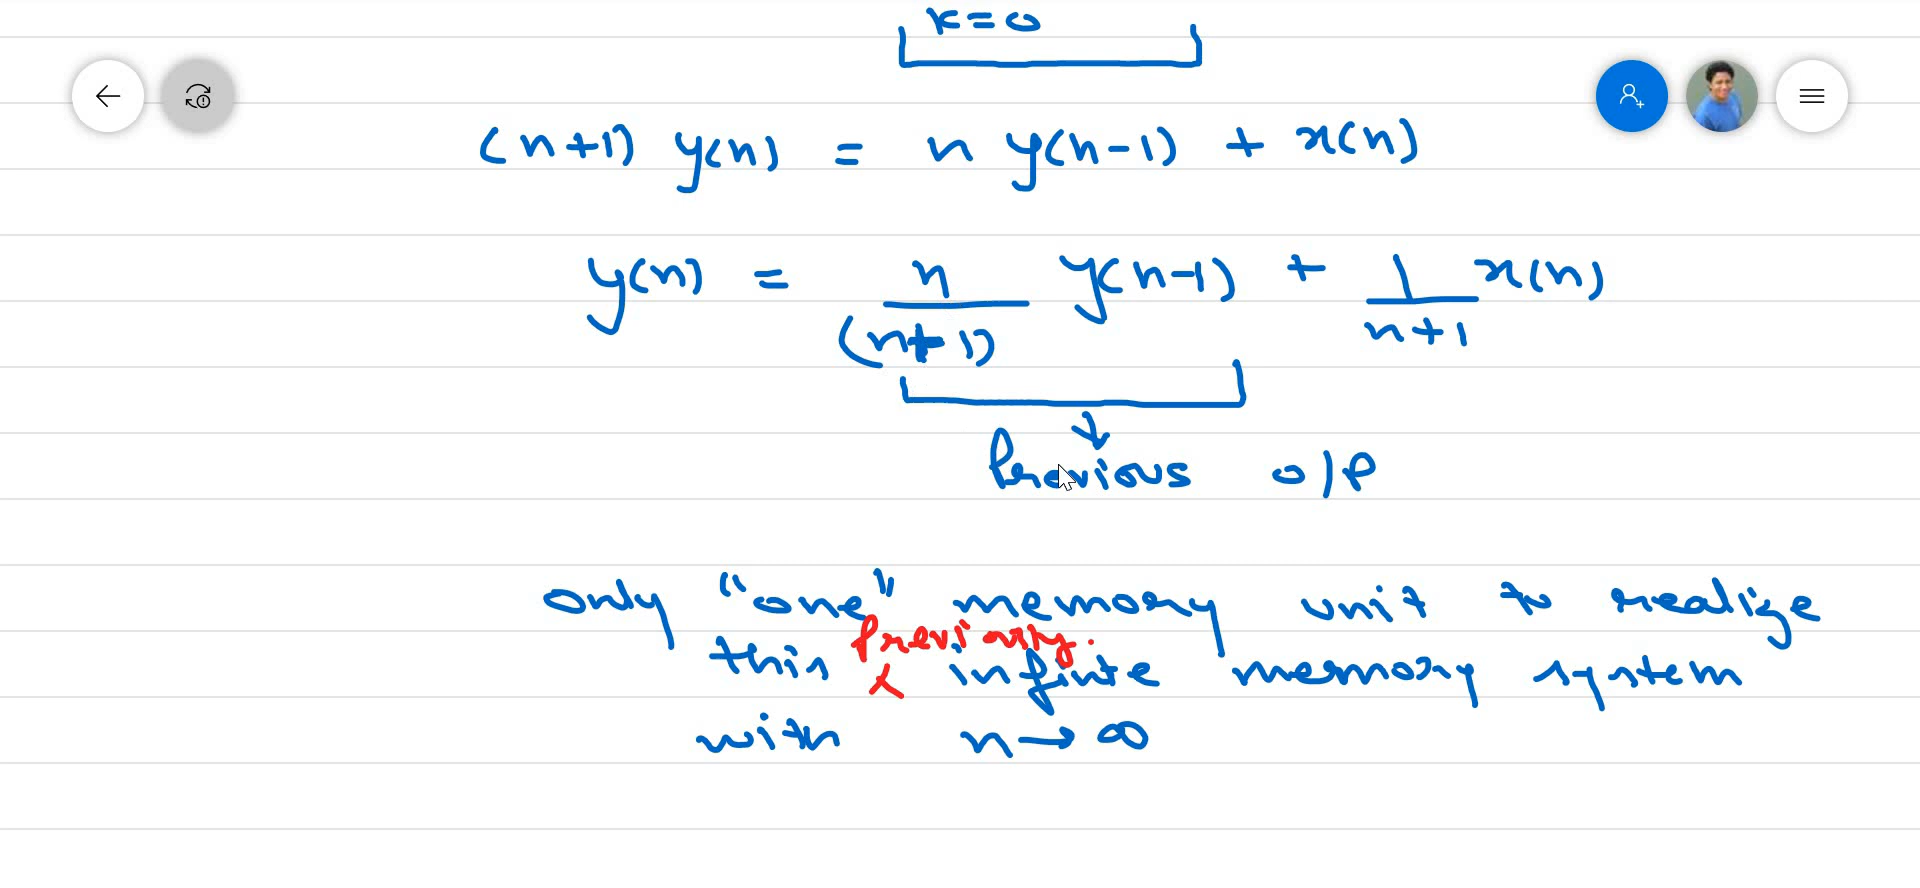 k=0
(n+1) y(n) = n y(n-1) + x(n)
y(n) = n/(n+1) y(n-1) + 1/n+1 x(n)
Previous o/p
only "one" memory unit to realize
previously
this ^ infinite memory system
with n→∞